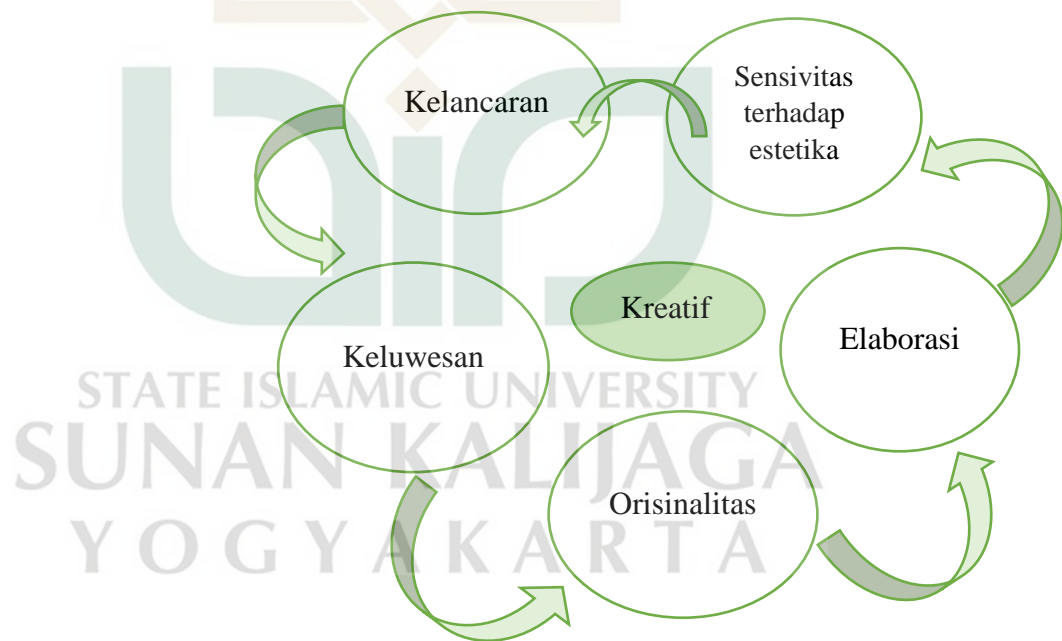 Kelancaran
Sensivitas
terhadap
estetika
Kreatif
Elaborasi
Keluwesan
Orisinalitas
STATE ISLAMIC UNIVERSITY
SUNAN KALIJAGA
YOGYAKARTA